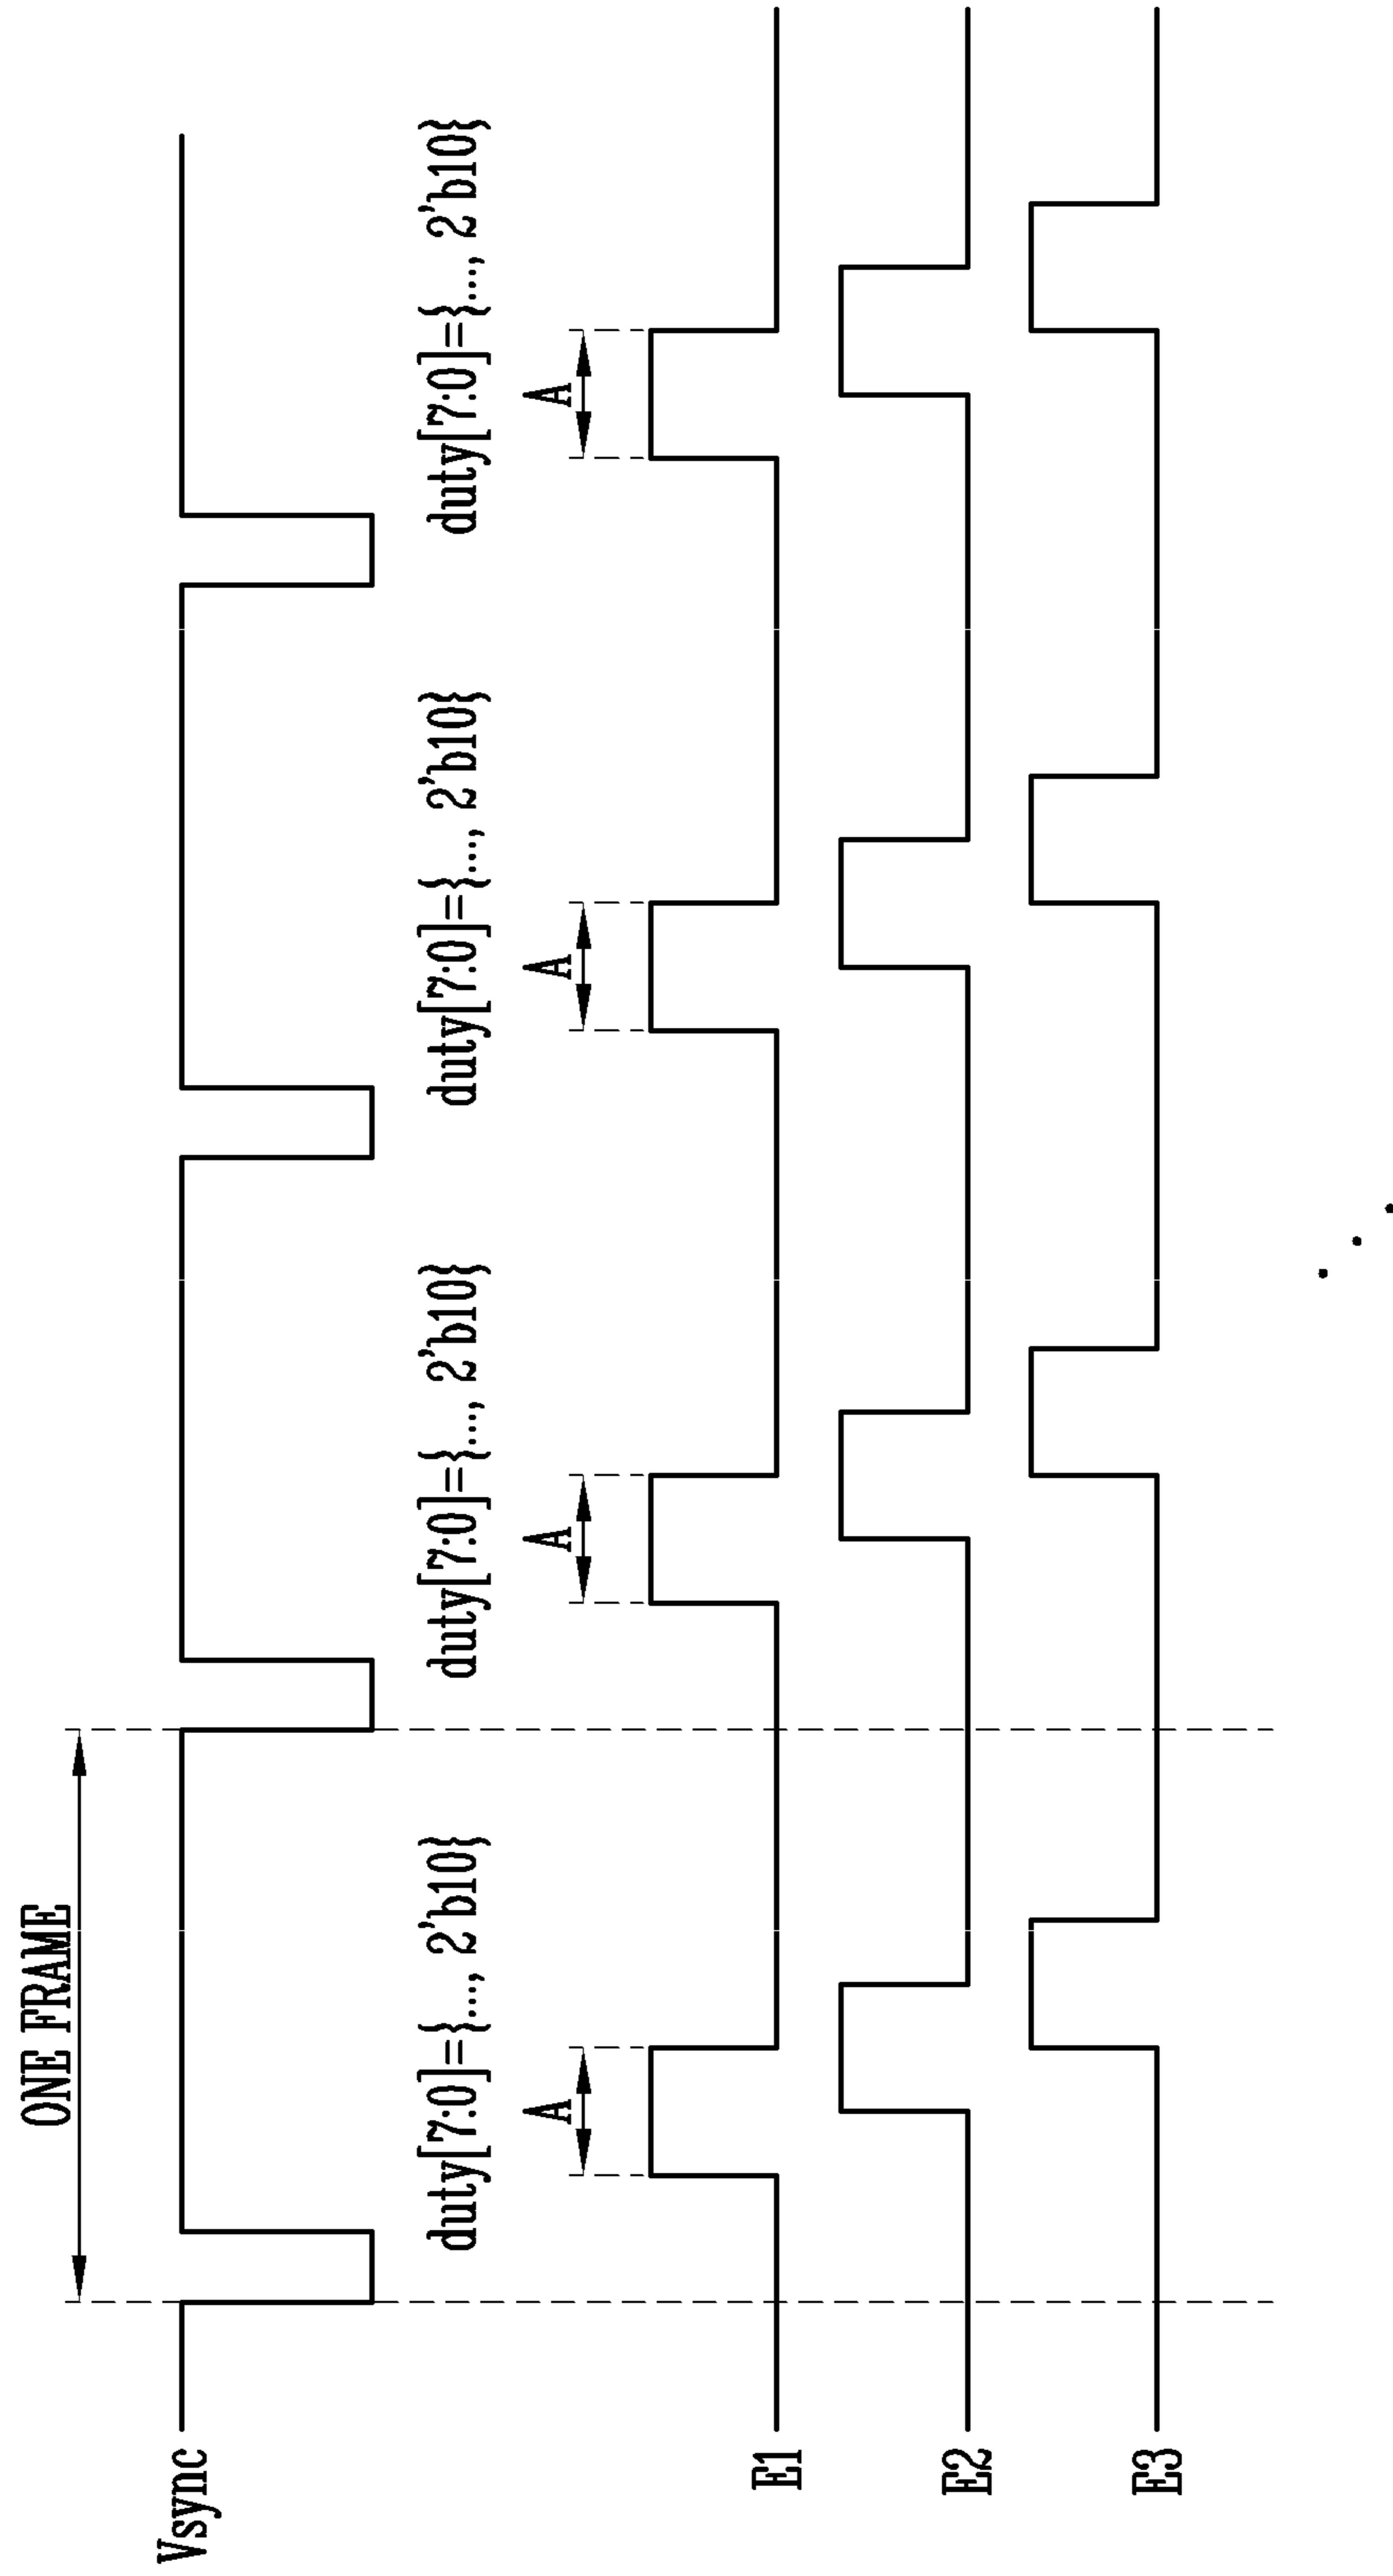 ONE FRAME
Vsync
duty[7:0]={..., 2'b10}
duty[7:0]={..., 2'b10}
duty[7:0]={..., 2'b10}
duty[7:0]={..., 2'b10}
A
A
A
A
E1
E2
E3